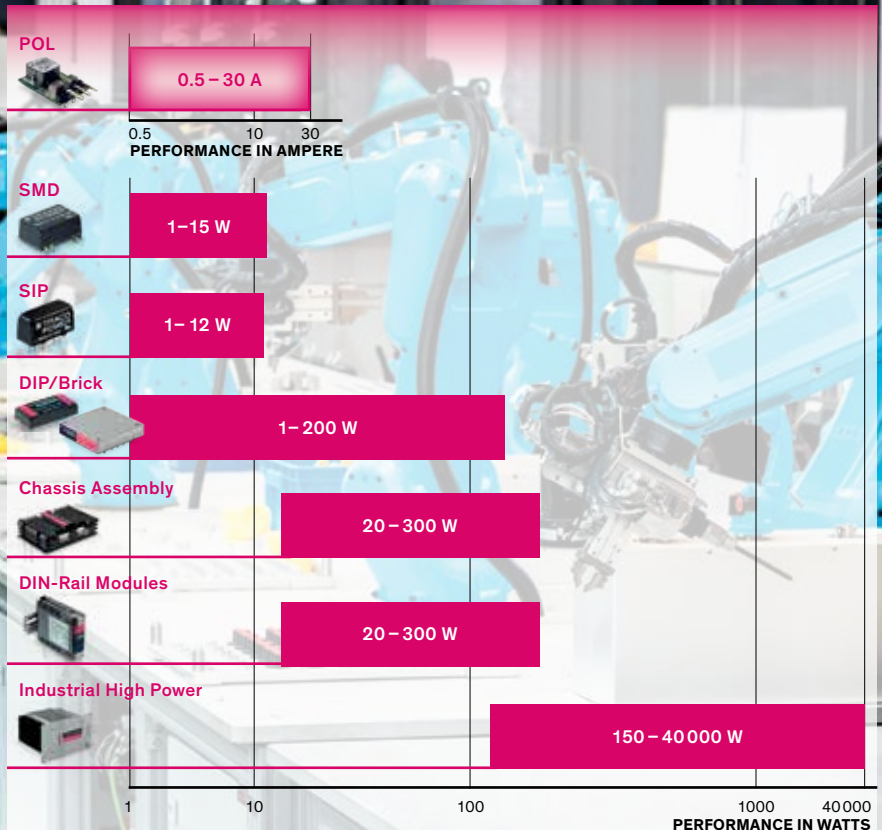 POL
0.5 – 30 A
0.5 10 30
PERFORMANCE IN AMPERE
SMD
1–15 W
SIP
1– 12 W
DIP/Brick
1– 200 W
Chassis Assembly
20 – 300 W
DIN-Rail Modules
20 – 300 W
Industrial High Power
150 – 40 000 W
1 10 100 1000 40 000
PERFORMANCE IN WATTS